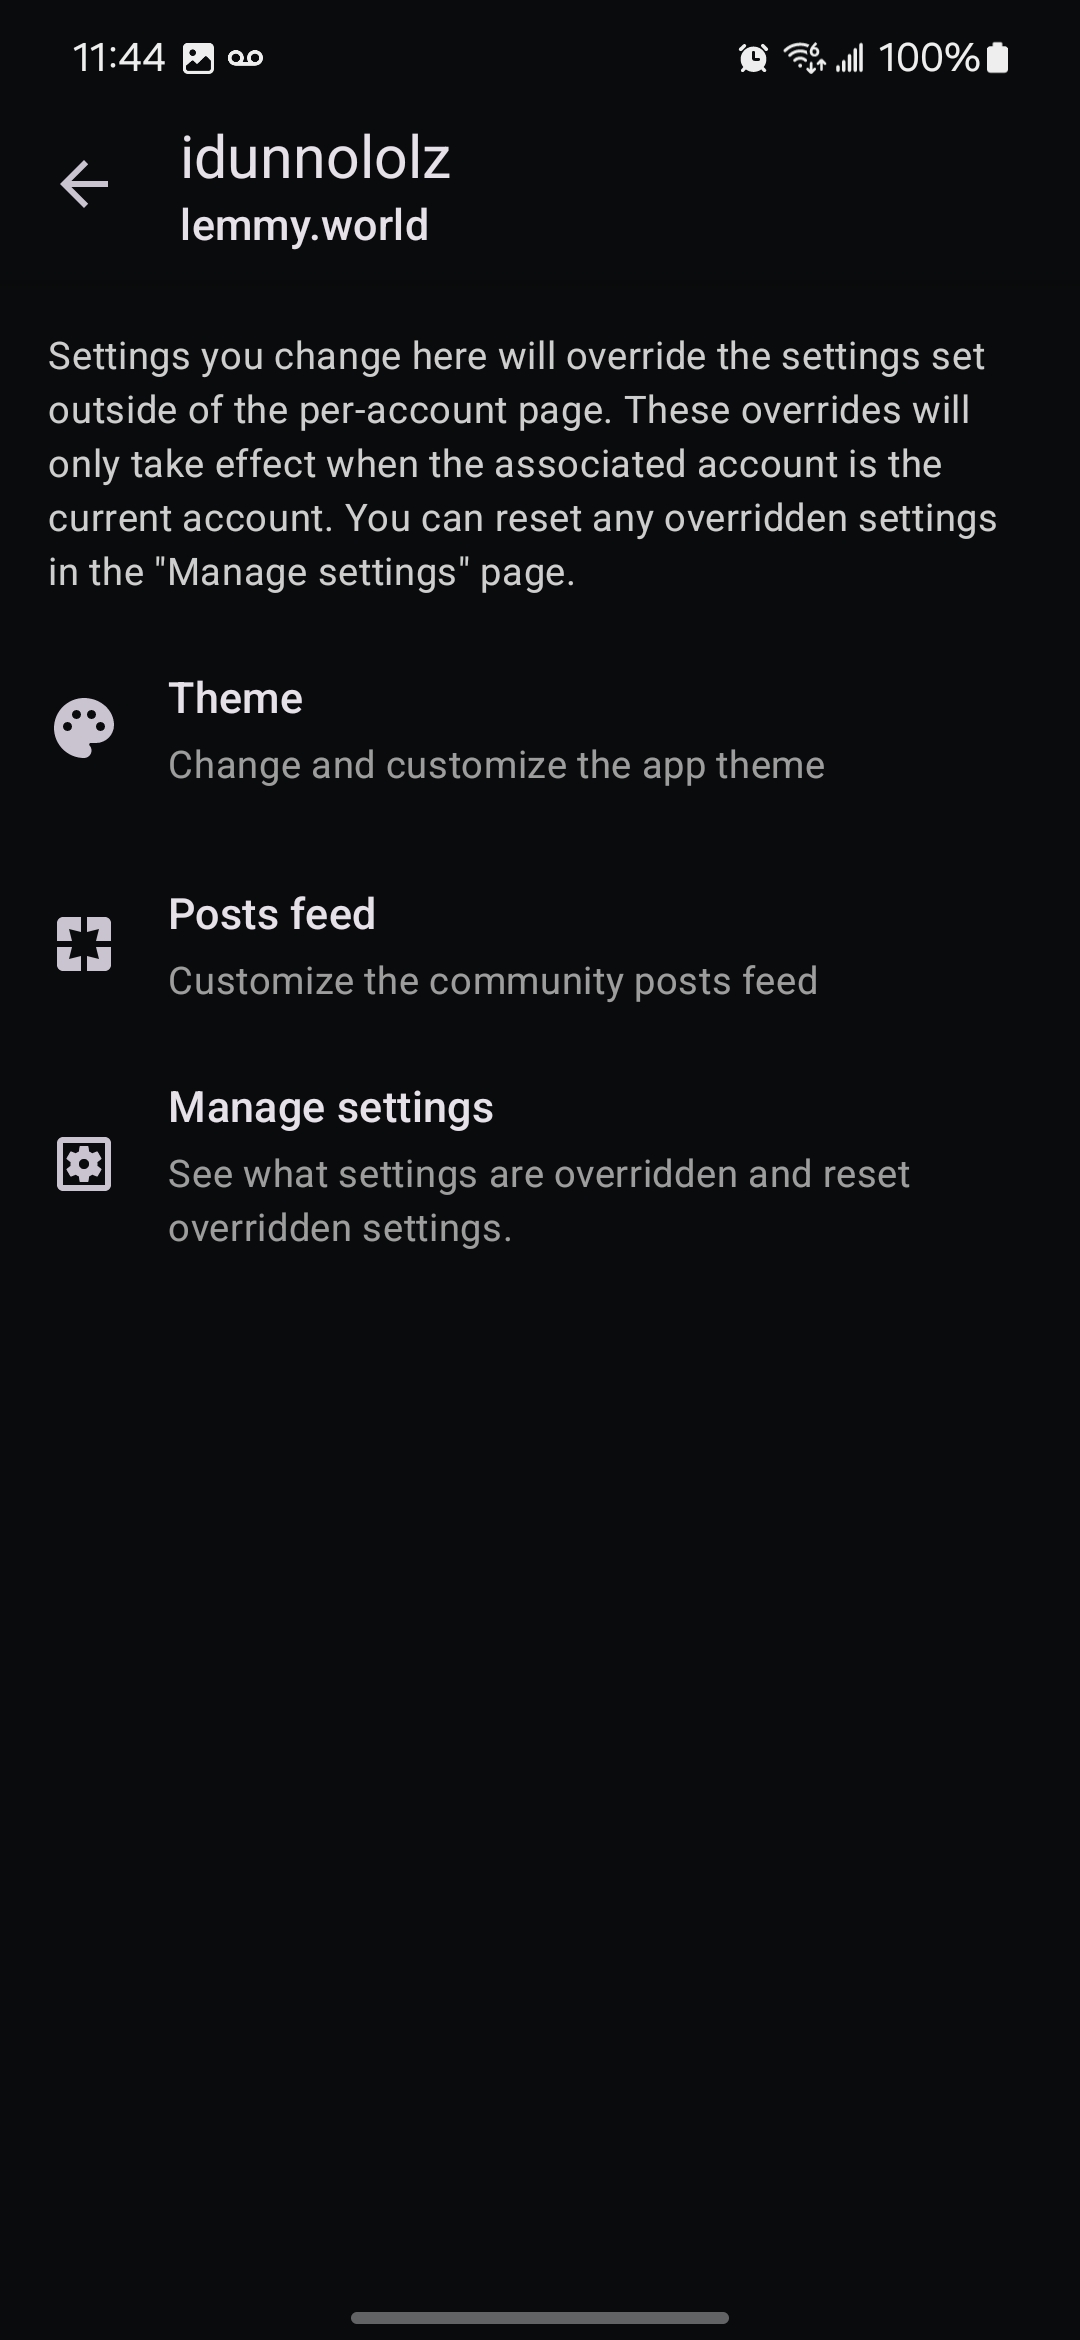 11:44
100%
idunnololz
lemmy.world
Settings you change here will override the settings set
outside of the per-account page. These overrides will
only take effect when the associated account is the
current account. You can reset any overridden settings
in the "Manage settings" page.
Theme
Change and customize the app theme
Posts feed
Customize the community posts feed
Manage settings
See what settings are overridden and reset
overridden settings.